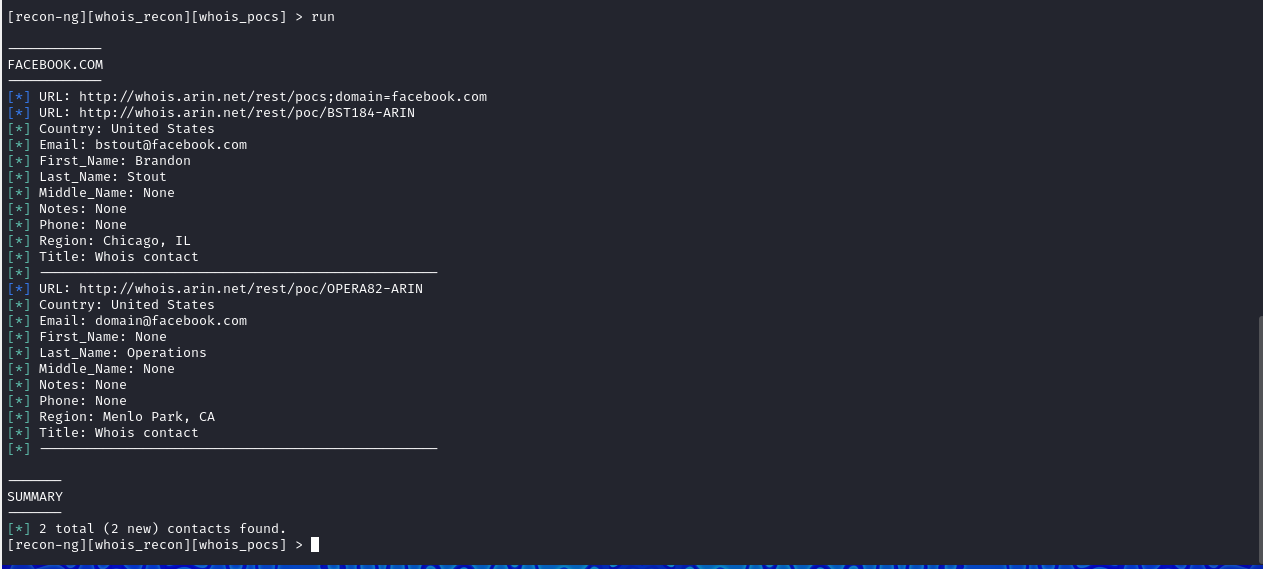 [recon-ng][whois_recon][whois_pocs] > run
------------
FACEBOOK.COM
------------
[*] URL: http://whois.arin.net/rest/pocs;domain=facebook.com
[*] URL: http://whois.arin.net/rest/poc/BST184-ARIN
[*] Country: United States
[*] Email: bstout@facebook.com
[*] First_Name: Brandon
[*] Last_Name: Stout
[*] Middle_Name: None
[*] Notes: None
[*] Phone: None
[*] Region: Chicago, IL
[*] Title: Whois contact
[*] --------------------------------------------------
[*] URL: http://whois.arin.net/rest/poc/OPERA82-ARIN
[*] Country: United States
[*] Email: domain@facebook.com
[*] First_Name: None
[*] Last_Name: Operations
[*] Middle_Name: None
[*] Notes: None
[*] Phone: None
[*] Region: Menlo Park, CA
[*] Title: Whois contact
[*] --------------------------------------------------
-------
SUMMARY
-------
[*] 2 total (2 new) contacts found.
[recon-ng][whois_recon][whois_pocs] >